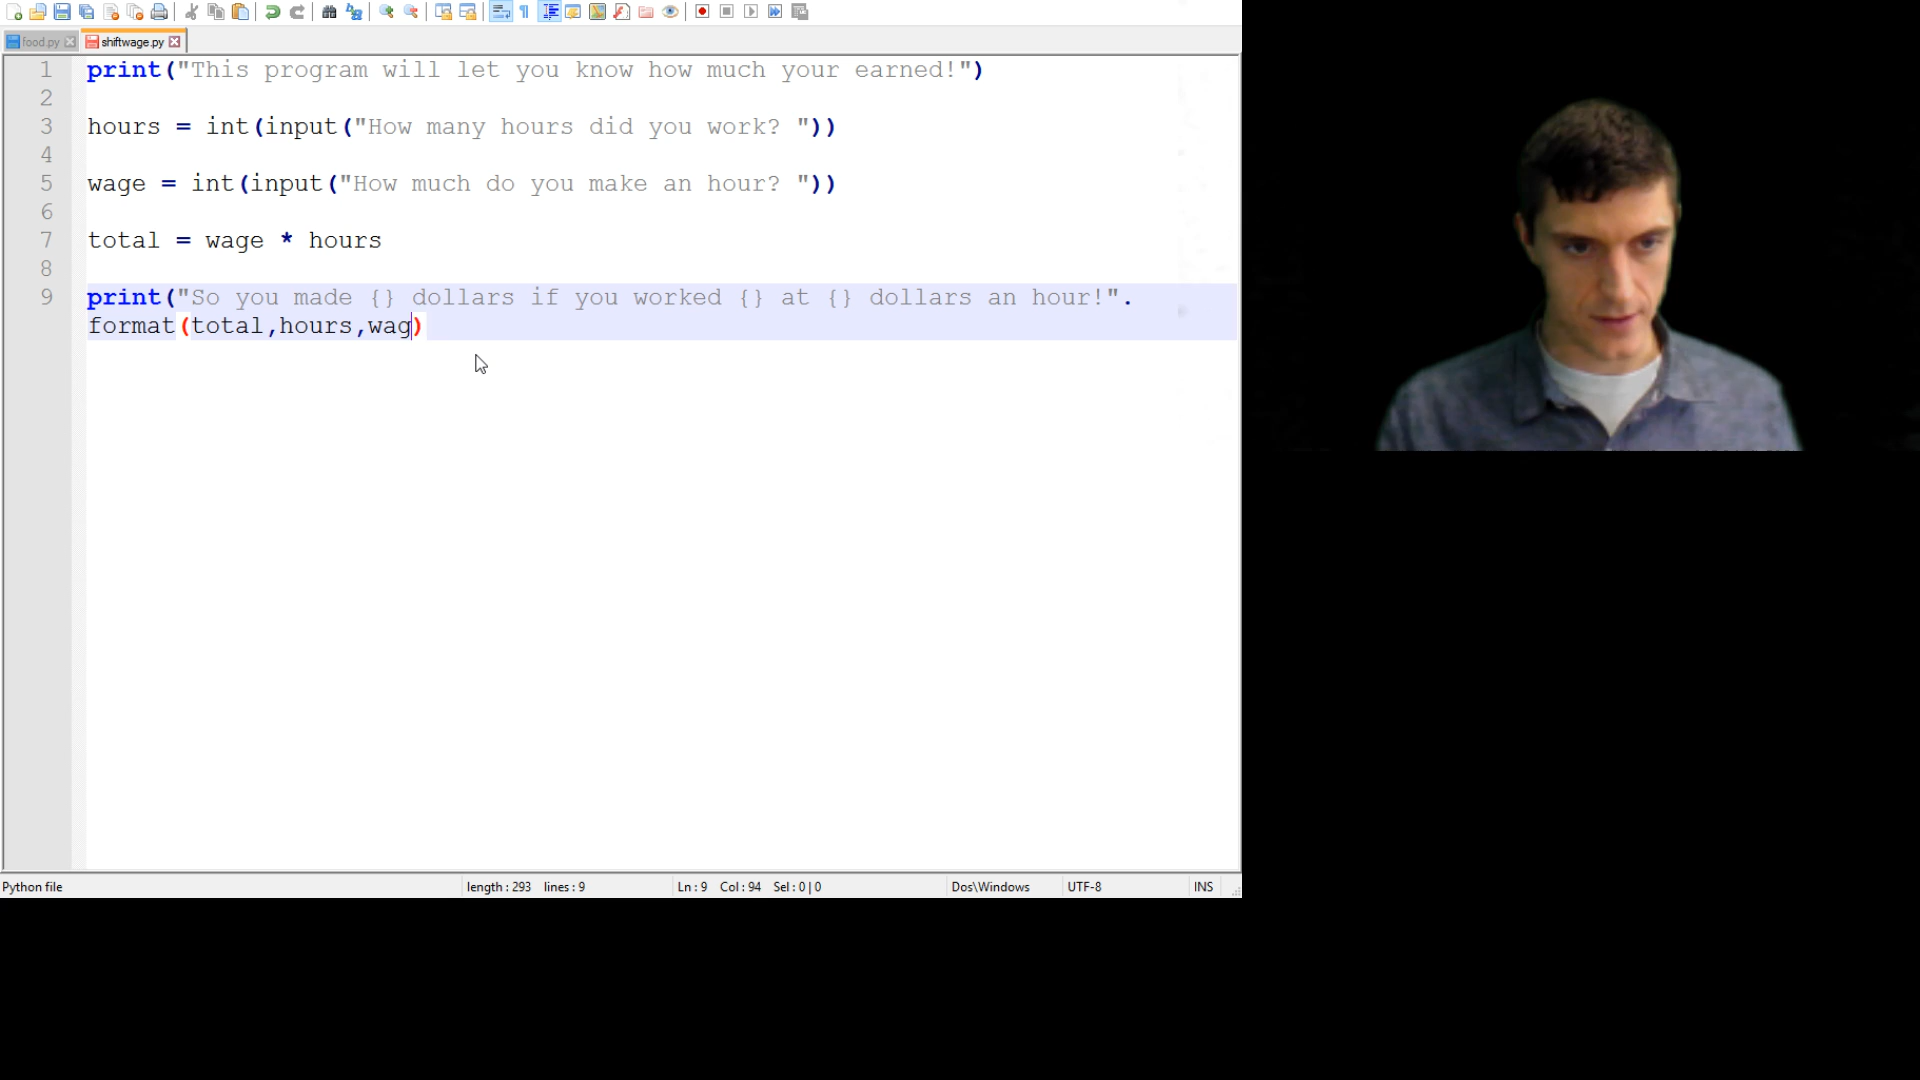 food.py shiftwage.py
1 print("This program will let you know how much your earned!")
2
3 hours = int(input("How many hours did you work? "))
4
5 wage = int(input("How much do you make an hour? "))
6
7 total = wage * hours
8
9 print("So you made {} dollars if you worked {} at {} dollars an hour!".
format(total,hours,wag)
Python file length : 293 lines : 9 Ln : 9 Col : 94 Sel : 0 | 0 Dos\Windows UTF-8 INS